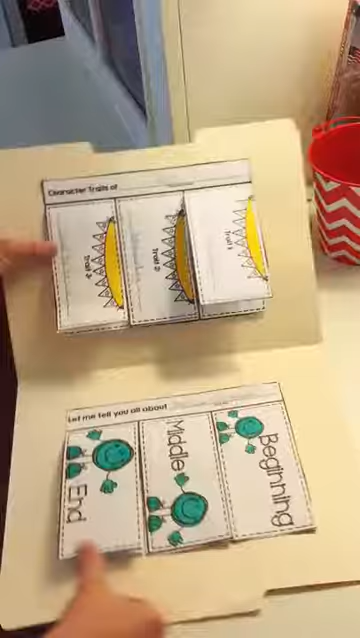 Character Traits of
Trait 1
Trait 2
Trait 3
Let me tell you all about
Beginning
Middle
End